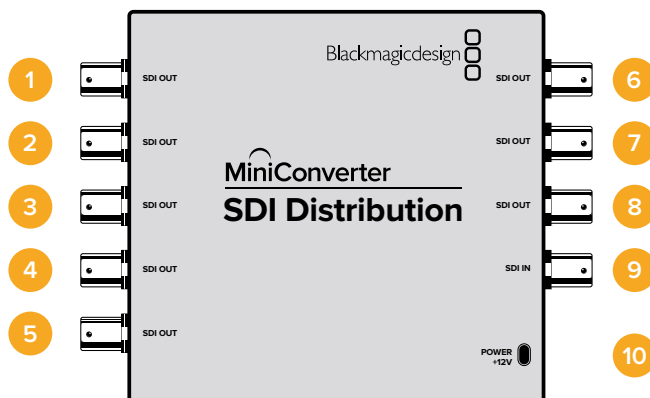 Blackmagicdesign
1 SDI OUT
SDI OUT 6
2 SDI OUT
SDI OUT 7
MiniConverter
SDI Distribution
3 SDI OUT
SDI OUT 8
4 SDI OUT
SDI IN 9
5 SDI OUT
POWER
+12V
10